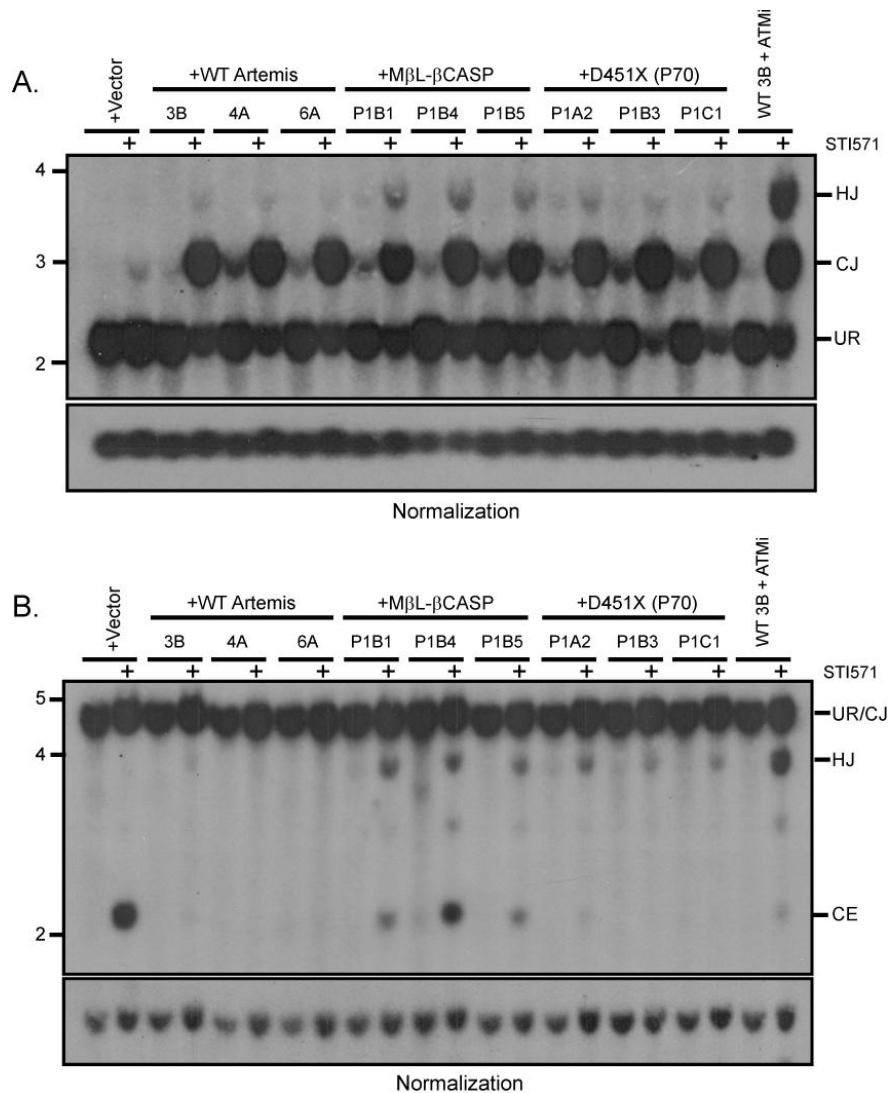 A.
+Vector +WT Artemis +MβL-βCASP +D451X (P70) WT 3B + ATMi
3B 4A 6A P1B1 P1B4 P1B5 P1A2 P1B3 P1C1
+ + + + + + + + + + + STI571
4 HJ
3 CJ
2 UR
Normalization
B.
+Vector +WT Artemis +MβL-βCASP +D451X (P70) WT 3B + ATMi
3B 4A 6A P1B1 P1B4 P1B5 P1A2 P1B3 P1C1
+ + + + + + + + + + + STI571
5 UR/CJ
4 HJ
CE
2
Normalization